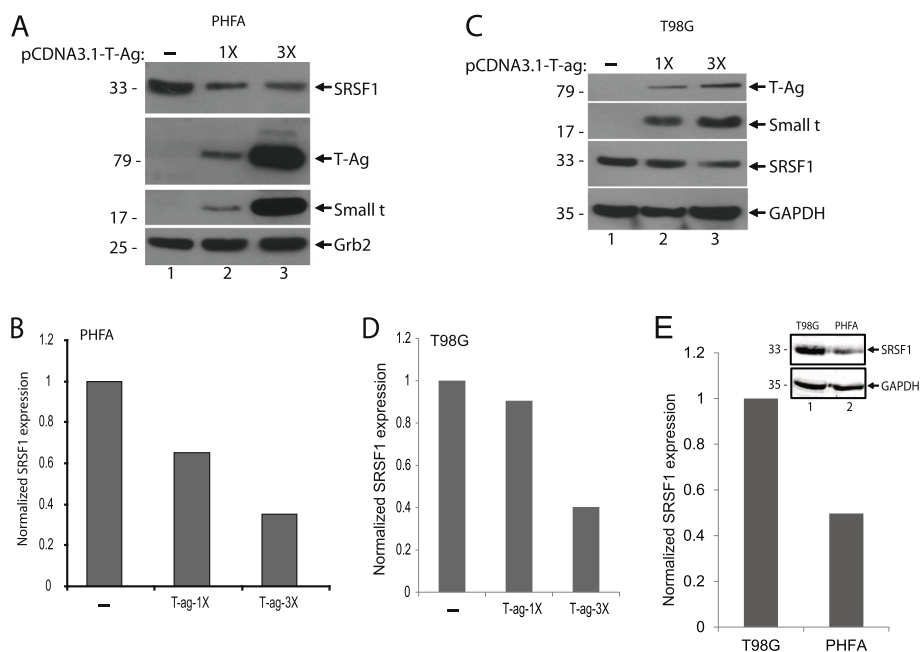 A
PHFA
pCDNA3.1-T-Ag: – 1X 3X
33 - SRSF1
79 - T-Ag
17 - Small t
25 - Grb2
1 2 3
C
T98G
pCDNA3.1-T-ag: – 1X 3X
79 - T-Ag
17 - Small t
33 - SRSF1
35 - GAPDH
1 2 3
B
PHFA
Normalized SRSF1 expression
1.2
1
0.8
0.6
0.4
0.2
0
– T-ag-1X T-ag-3X
D
T98G
Normalized SRSF1 expression
1.2
1
0.8
0.6
0.4
0.2
0
– T-ag-1X T-ag-3X
E
T98G PHFA
33 - SRSF1
35 - GAPDH
1 2
Normalized SRSF1 expression
1.2
1
0.8
0.6
0.4
0.2
0
T98G PHFA